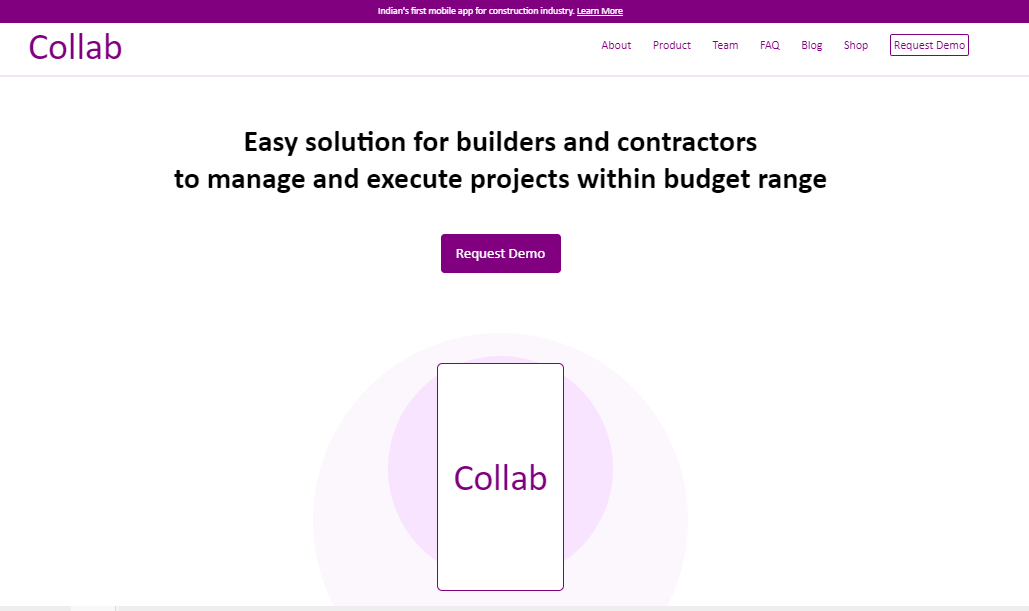 Indian's first mobile app for construction industry. Learn More
Collab
About Product Team FAQ Blog Shop Request Demo
Easy solution for builders and contractors
to manage and execute projects within budget range
Request Demo
Collab